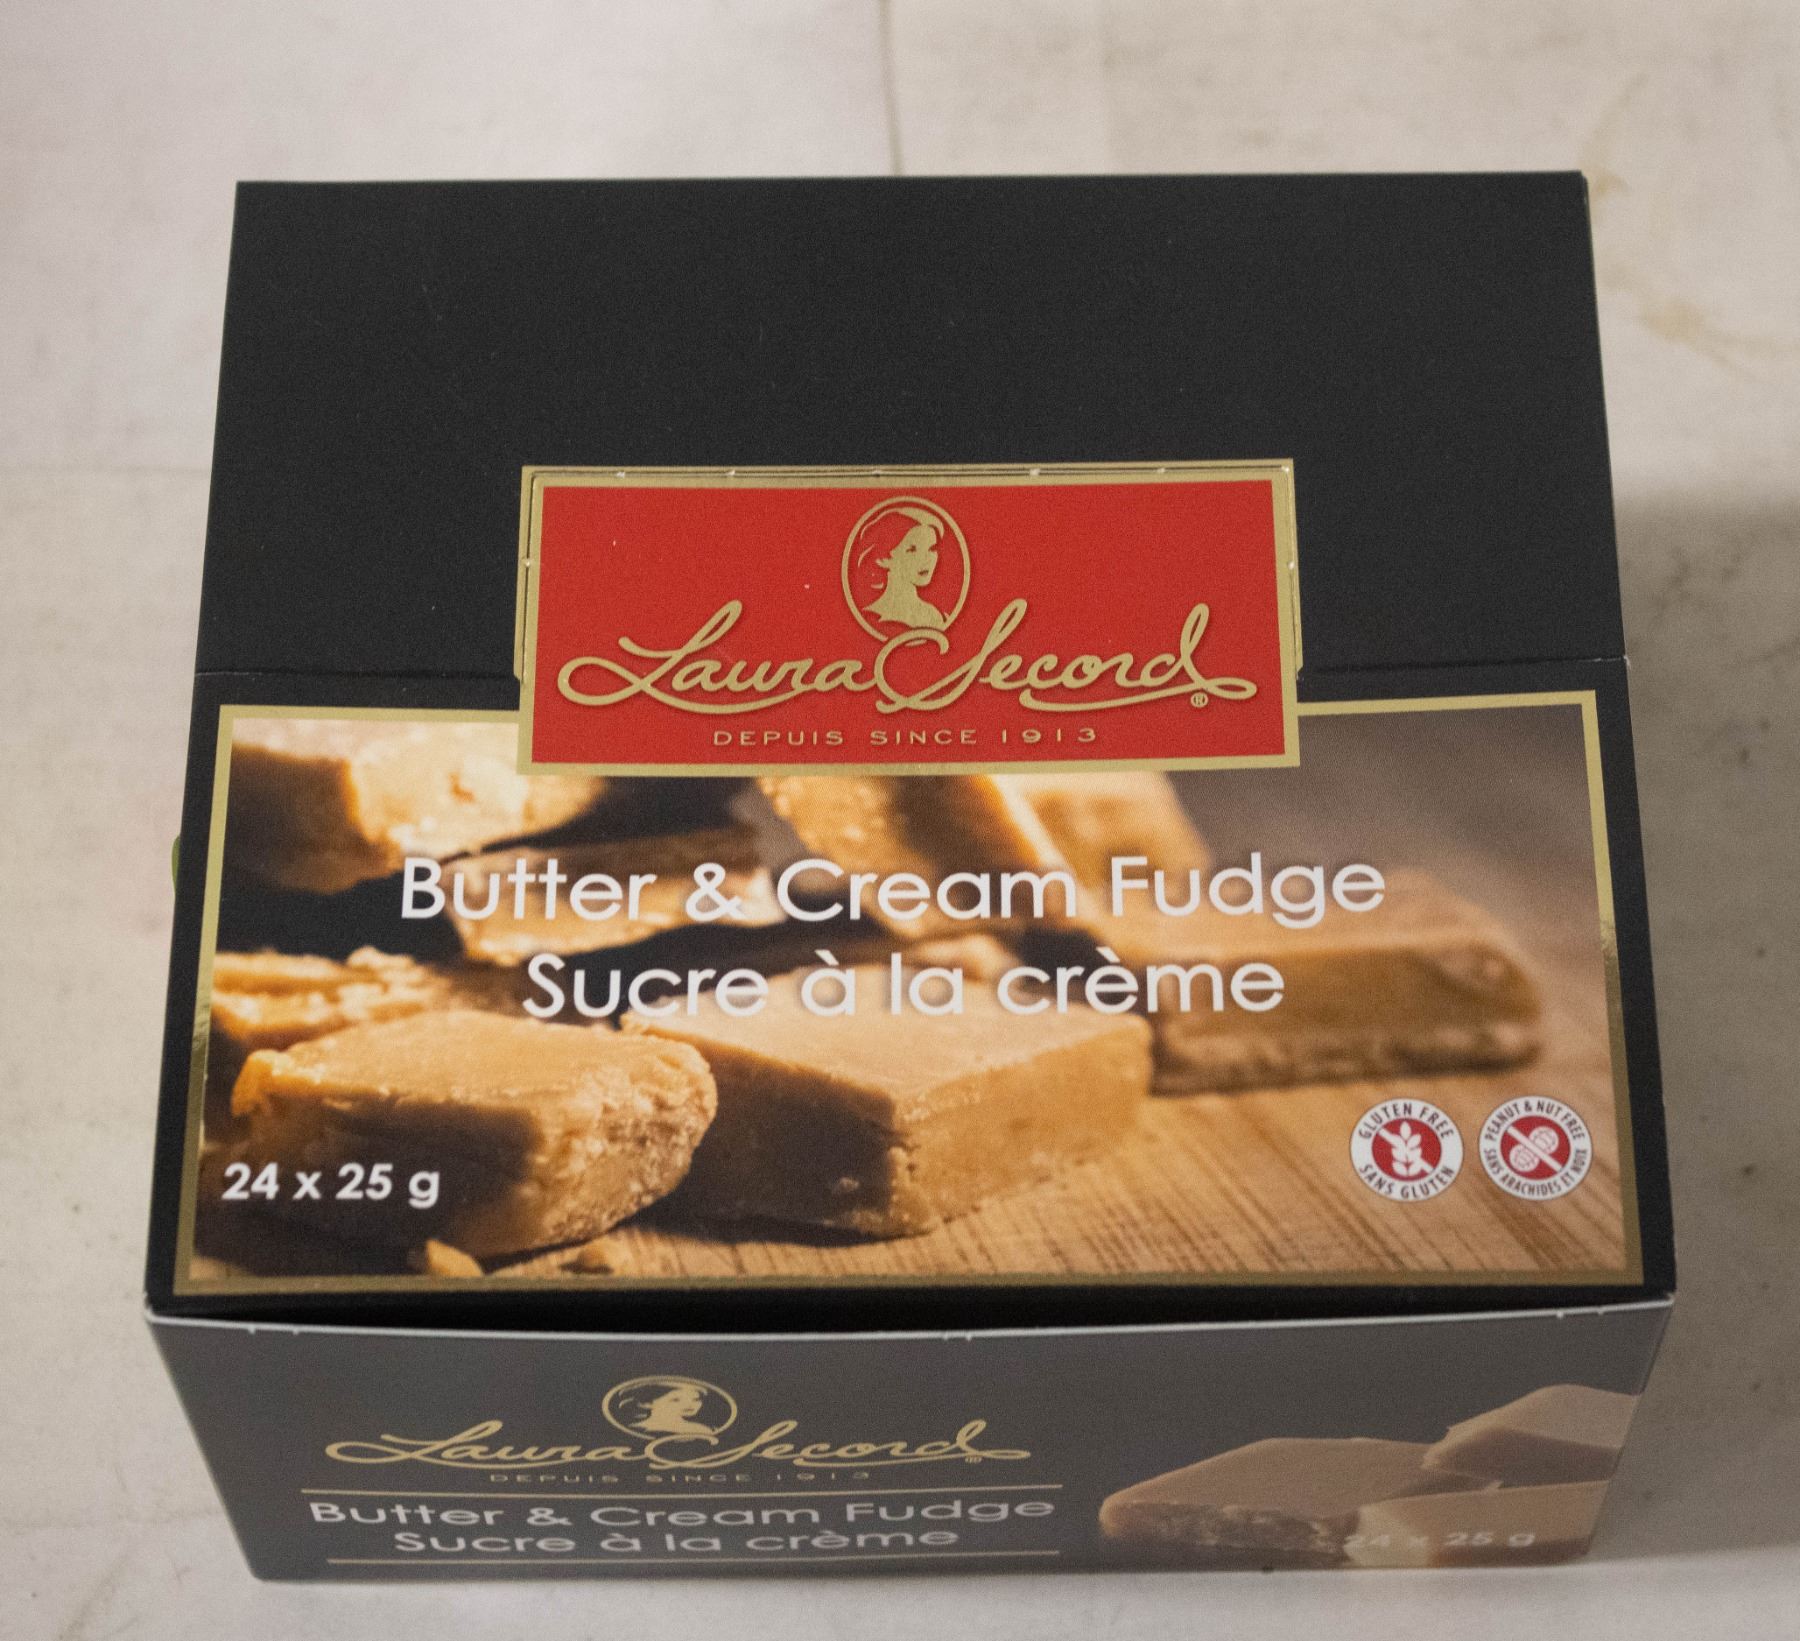 Laura Secord®
DEPUIS SINCE 1913
Butter & Cream Fudge
Sucre à la crème
24 x 25 g
GLUTEN FREE
SANS GLUTEN
PEANUT & NUT FREE
SANS ARACHIDES ET NOIX
Laura Secord®
DEPUIS SINCE 1913
Butter & Cream Fudge
Sucre à la crème
24 x 25 g